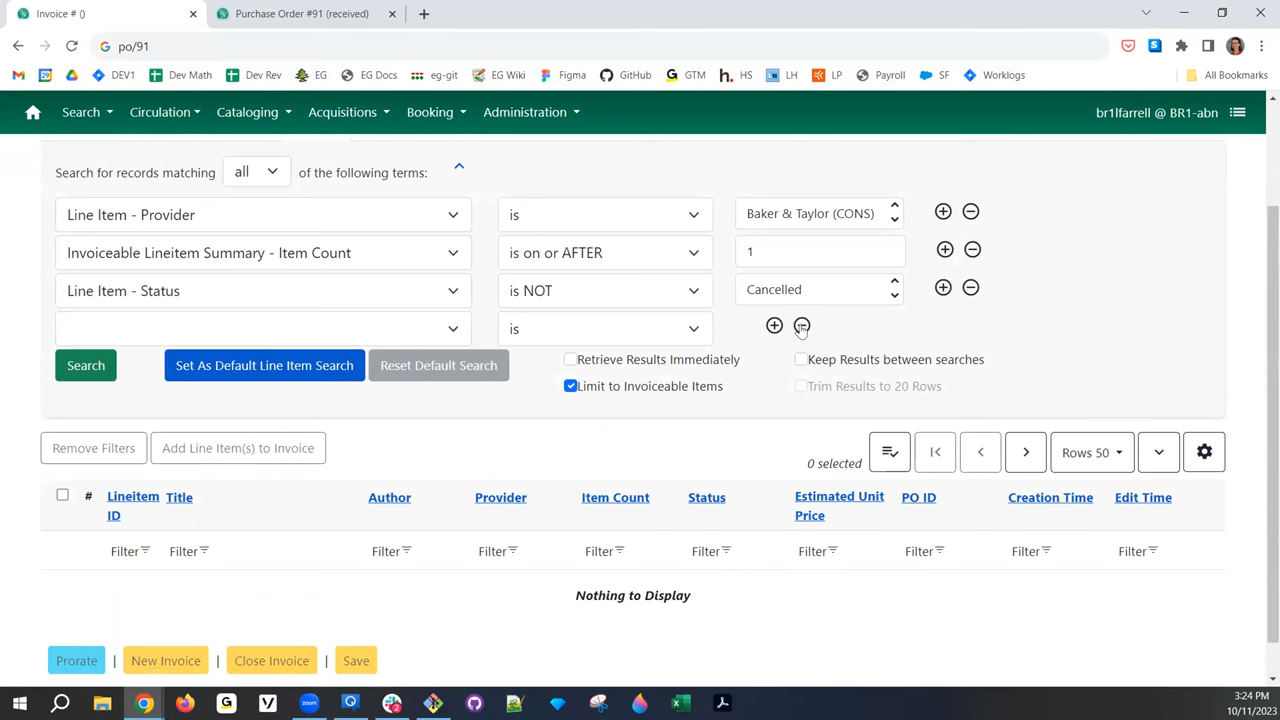 Invoice # ()
Purchase Order #91 (received)
po/91
DEV1 Dev Math Dev Rev EG EG Docs eg-git EG Wiki Figma GitHub GTM HS LH LP Payroll SF Worklogs All Bookmarks
Search Circulation Cataloging Acquisitions Booking Administration br1lfarrell @ BR1-abn
Search for records matching all of the following terms:
Line Item - Provider is Baker & Taylor (CONS)
Invoiceable Lineitem Summary - Item Count is on or AFTER 1
Line Item - Status is NOT Cancelled
is
Search Set As Default Line Item Search Reset Default Search Retrieve Results Immediately Keep Results between searches
Limit to Invoiceable Items Trim Results to 20 Rows
Remove Filters Add Line Item(s) to Invoice 0 selected Rows 50
# Lineitem ID Title Author Provider Item Count Status Estimated Unit Price PO ID Creation Time Edit Time
Filter Filter Filter Filter Filter Filter Filter Filter Filter Filter
Nothing to Display
Prorate | New Invoice | Close Invoice | Save
3:24 PM
10/11/2023